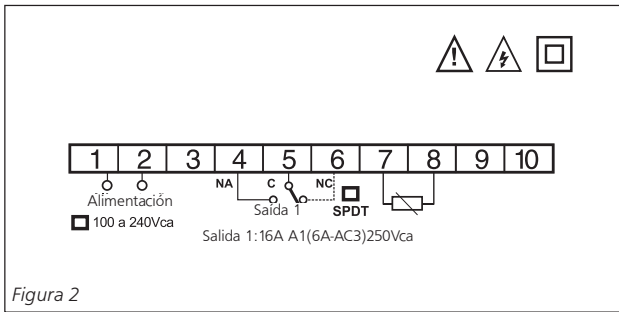 1 2 3 4 5 6 7 8 9 10
NA C NC
Alimentación
Saída 1 SPDT
100 a 240Vca
Salida 1:16A A1(6A-AC3)250Vca
Figura 2